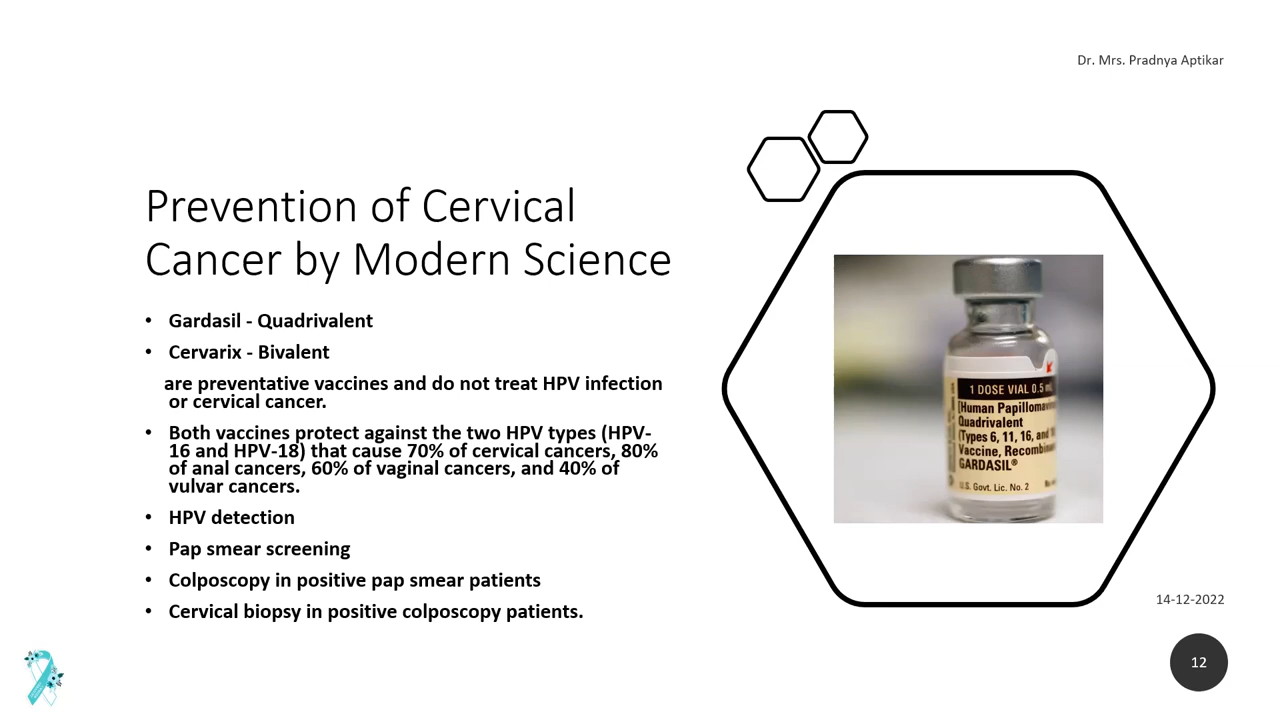 Dr. Mrs. Pradnya Aptikar
Prevention of Cervical
Cancer by Modern Science
• Gardasil - Quadrivalent
• Cervarix - Bivalent
are preventative vaccines and do not treat HPV infection
or cervical cancer.
• Both vaccines protect against the two HPV types (HPV-
16 and HPV-18) that cause 70% of cervical cancers, 80%
of anal cancers, 60% of vaginal cancers, and 40% of
vulvar cancers.
• HPV detection
• Pap smear screening
• Colposcopy in positive pap smear patients
• Cervical biopsy in positive colposcopy patients.
1 DOSE VIAL 0.5
[Human
Quadrivalent
(Types 6, 11, 16, and
Vaccine,
GARDASIL®
U.S. Govt. Lic. No. 2
14-12-2022
12